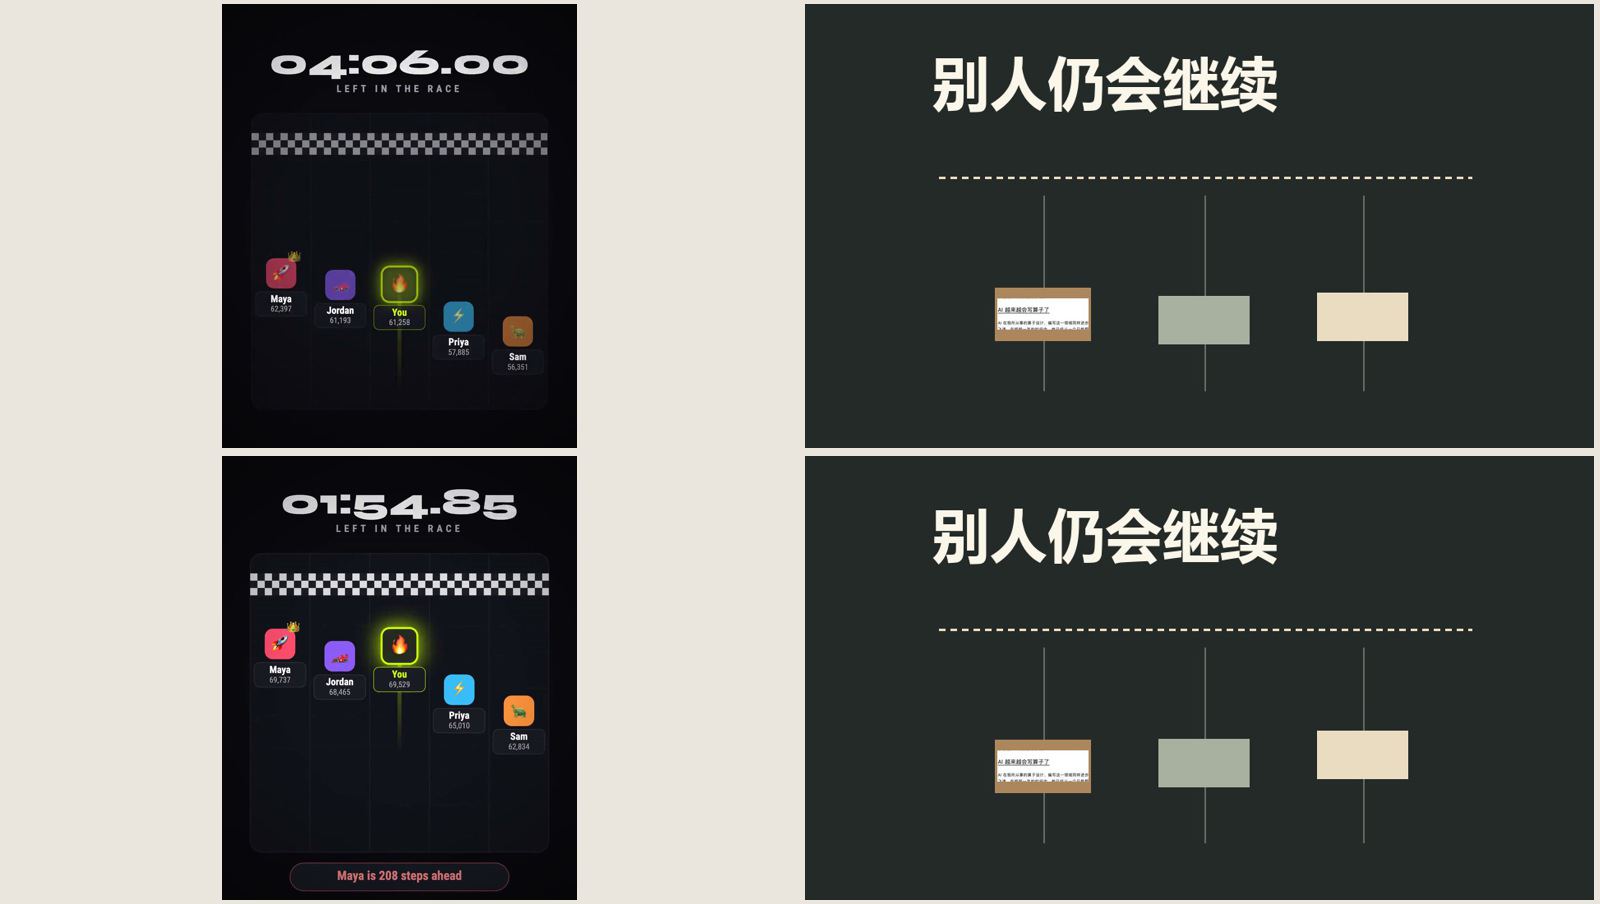 04:06.00
LEFT IN THE RACE
Maya
62,397
Jordan
61,193
You
61,258
Priya
57,885
Sam
56,351
别人仍会继续
AI 越来越会写算子了
01:54.85
LEFT IN THE RACE
Maya
69,737
Jordan
68,465
You
69,529
Priya
65,010
Sam
62,834
Maya is 208 steps ahead
别人仍会继续
AI 越来越会写算子了